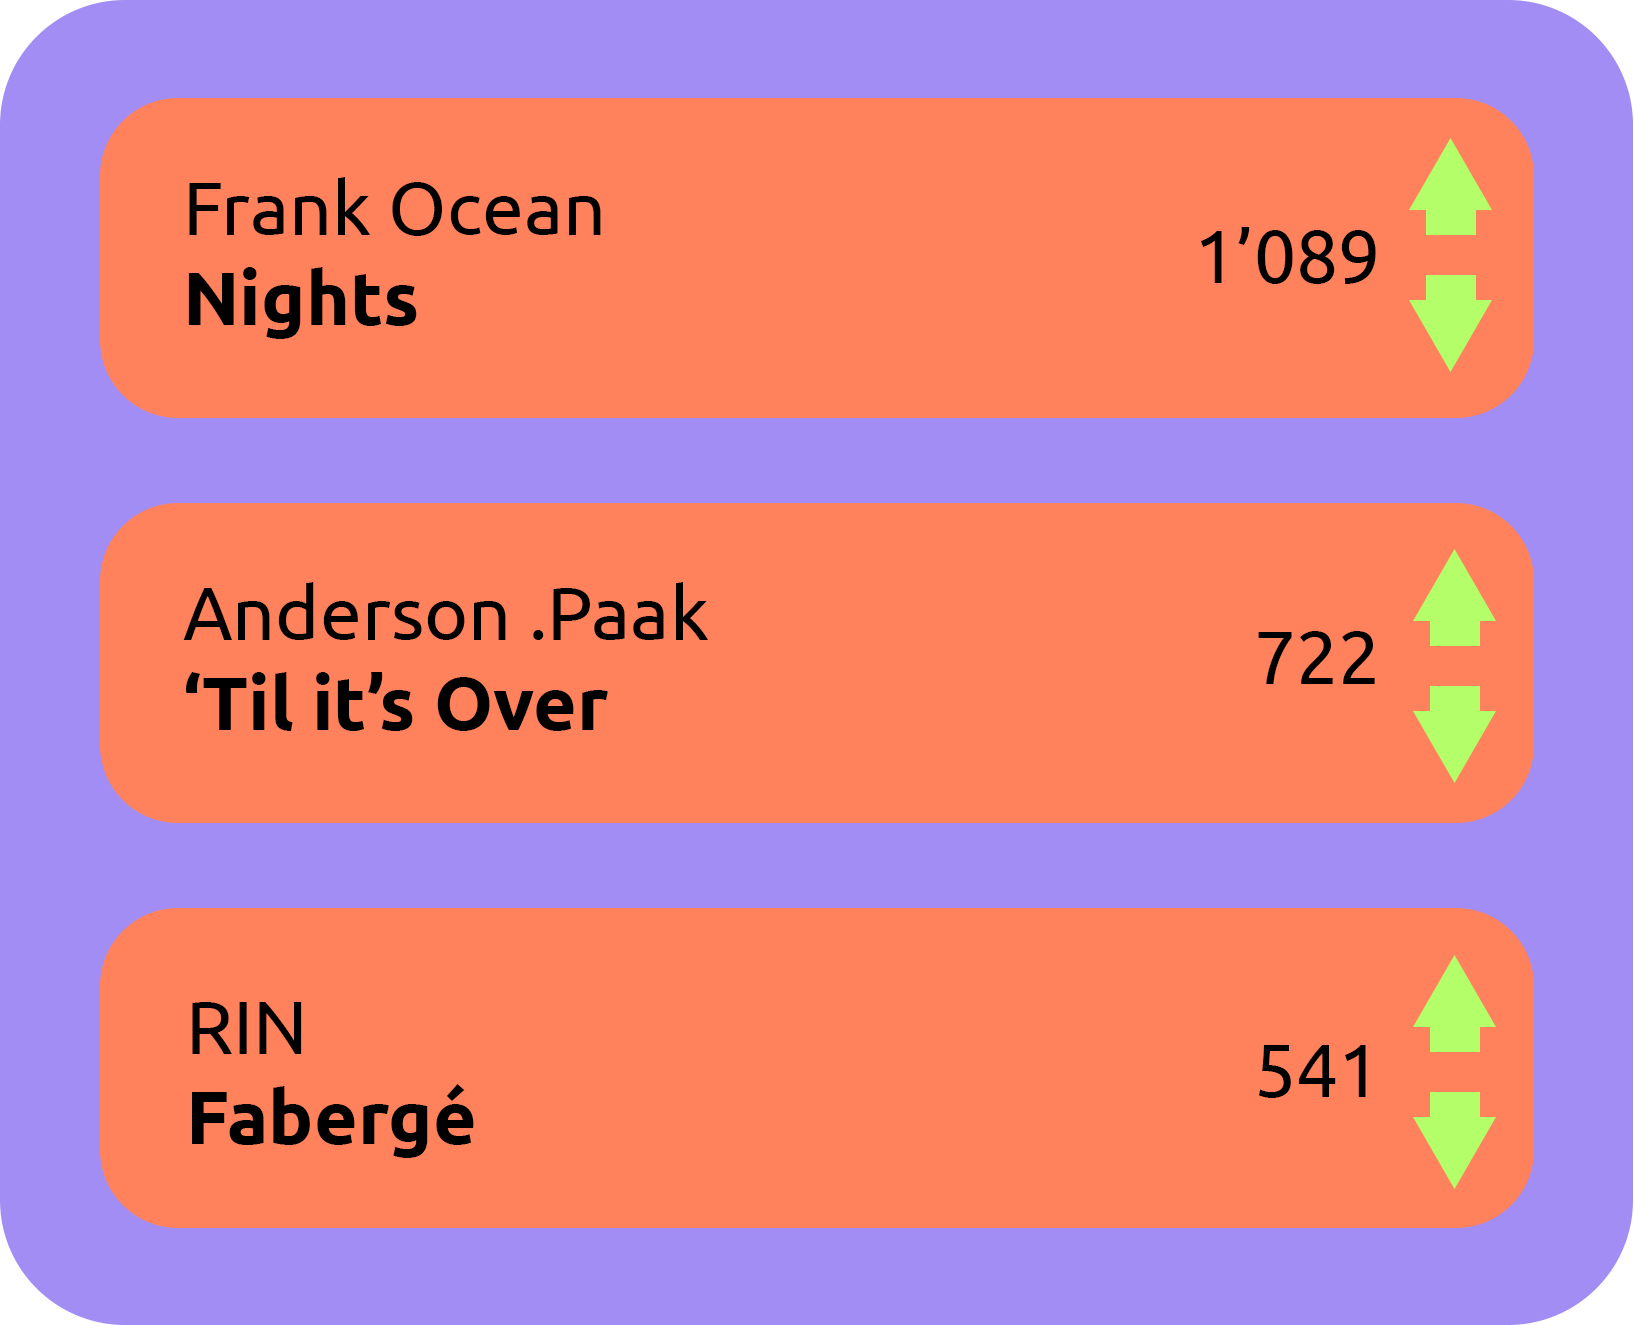 Frank Ocean
Nights
1’089
Anderson .Paak
‘Til it’s Over
722
RIN
Fabergé
541